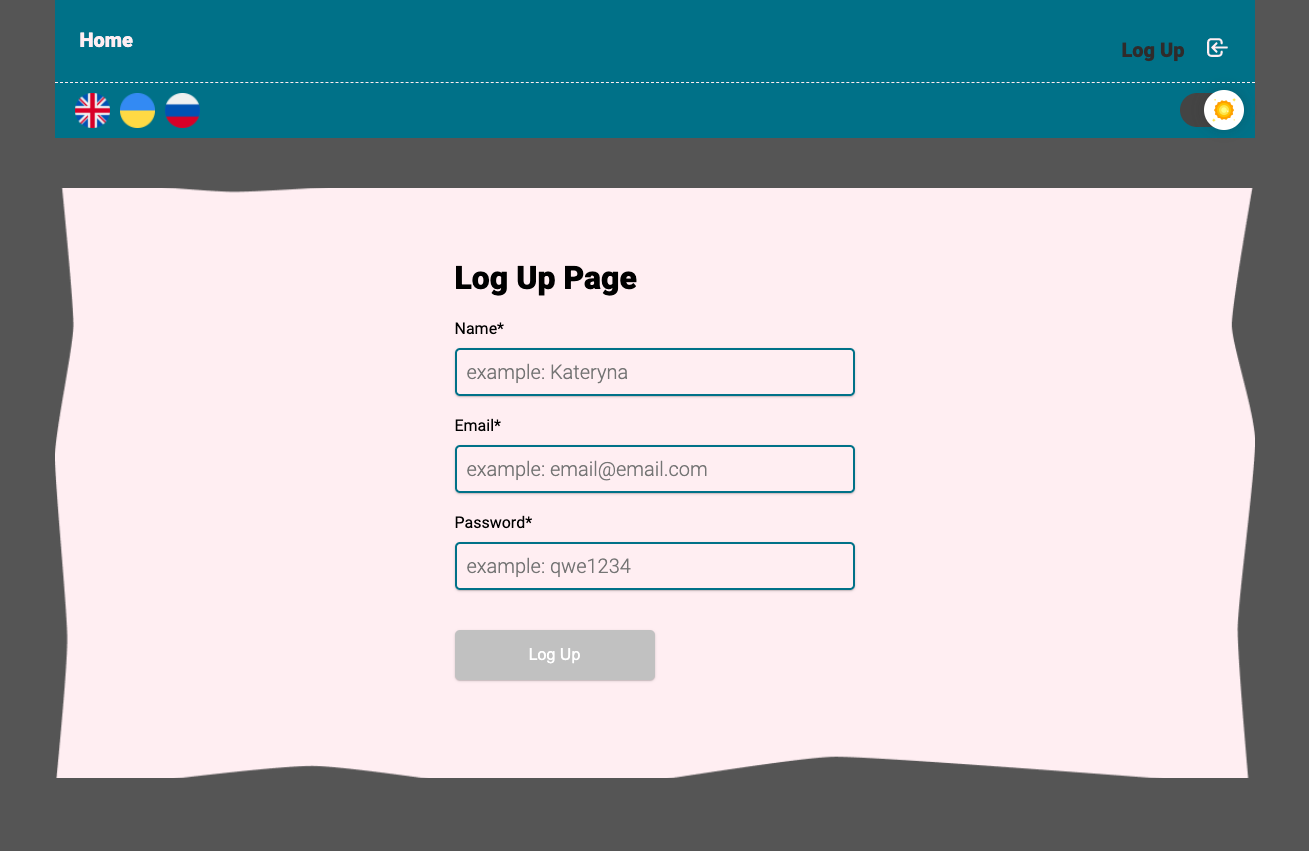 Home
Log Up
Log Up Page
Name*
example: Kateryna
Email*
example: email@email.com
Password*
example: qwe1234
Log Up